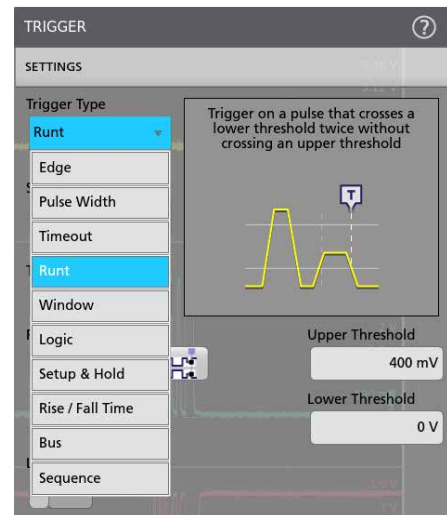 TRIGGER
?
SETTINGS
Trigger Type
Runt
Edge
Pulse Width
Timeout
Runt
Window
Logic
Setup & Hold
Rise / Fall Time
Bus
Sequence
Trigger on a pulse that crosses a
lower threshold twice without
crossing an upper threshold
T
Upper Threshold
400 mV
Lower Threshold
0 V